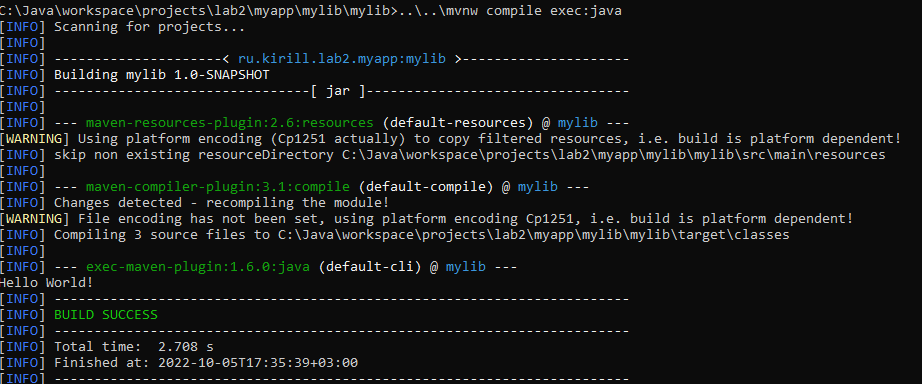 C:\Java\workspace\projects\lab2\myapp\mylib\mylib>..\..\mvnw compile exec:java
[INFO] Scanning for projects...
[INFO]
[INFO] --------------------< ru.kirill.lab2.myapp:mylib >---------------------
[INFO] Building mylib 1.0-SNAPSHOT
[INFO] --------------------------------[ jar ]---------------------------------
[INFO]
[INFO] --- maven-resources-plugin:2.6:resources (default-resources) @ mylib ---
[WARNING] Using platform encoding (Cp1251 actually) to copy filtered resources, i.e. build is platform dependent!
[INFO] skip non existing resourceDirectory C:\Java\workspace\projects\lab2\myapp\mylib\mylib\src\main\resources
[INFO]
[INFO] --- maven-compiler-plugin:3.1:compile (default-compile) @ mylib ---
[INFO] Changes detected - recompiling the module!
[WARNING] File encoding has not been set, using platform encoding Cp1251, i.e. build is platform dependent!
[INFO] Compiling 3 source files to C:\Java\workspace\projects\lab2\myapp\mylib\mylib\target\classes
[INFO]
[INFO] --- exec-maven-plugin:1.6.0:java (default-cli) @ mylib ---
Hello World!
[INFO] ------------------------------------------------------------------------
[INFO] BUILD SUCCESS
[INFO] ------------------------------------------------------------------------
[INFO] Total time:  2.708 s
[INFO] Finished at: 2022-10-05T17:35:39+03:00
[INFO] ------------------------------------------------------------------------